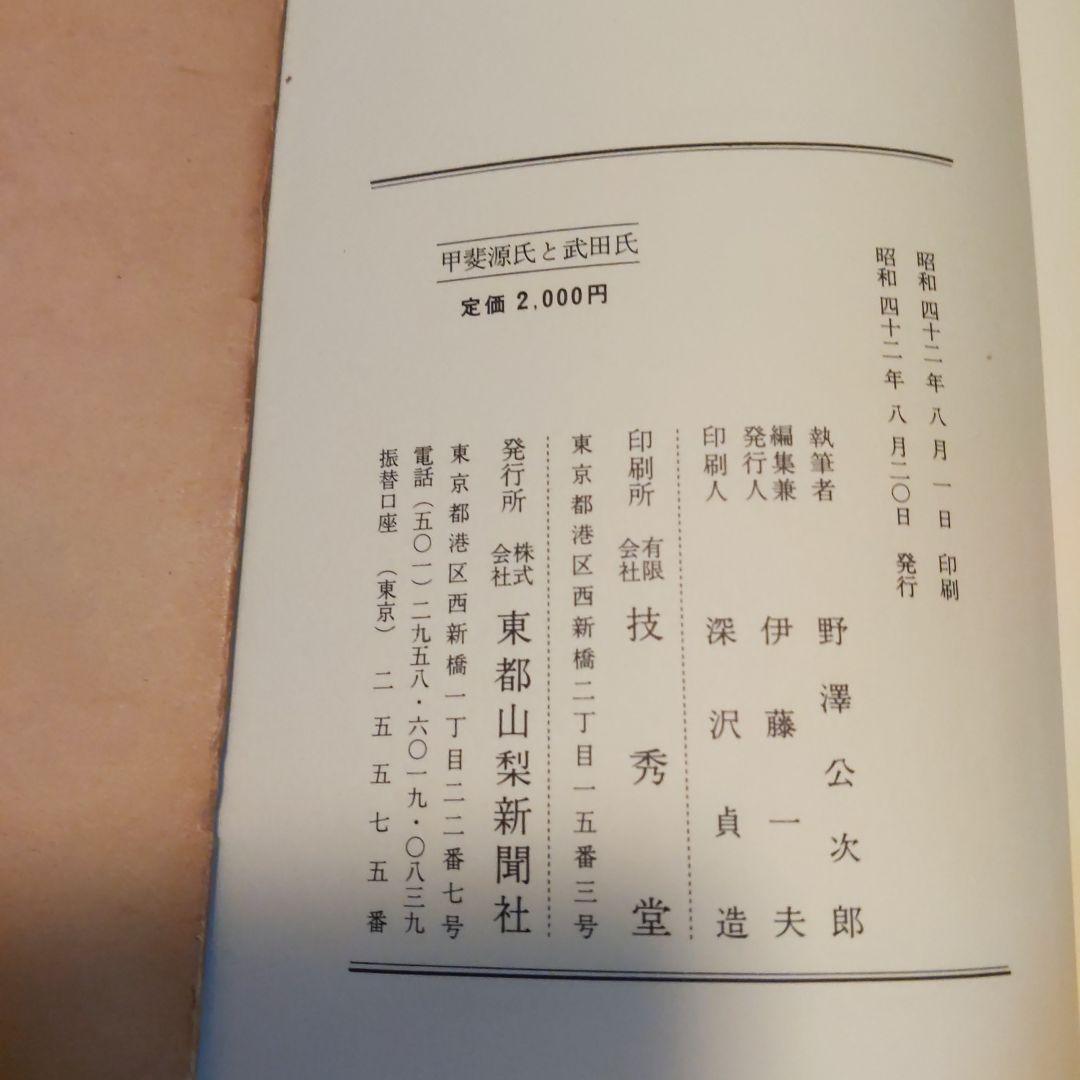 昭和四十二年八月一日 印刷
昭和四十二年八月二〇日 発行
甲斐源氏と武田氏
定価 2,000円
執筆者 野澤公次郎
編集兼発行人 伊藤一夫
印刷人 深沢貞造
印刷所 有限会社 技秀堂
東京都港区西新橋二丁目一五番三号
発行所 株式会社 東都山梨新聞社
東京都港区西新橋一丁目二二番七号
電話(五〇一)二九五八・六〇一九・〇八三九
振替口座 (東京) 二五五七五番